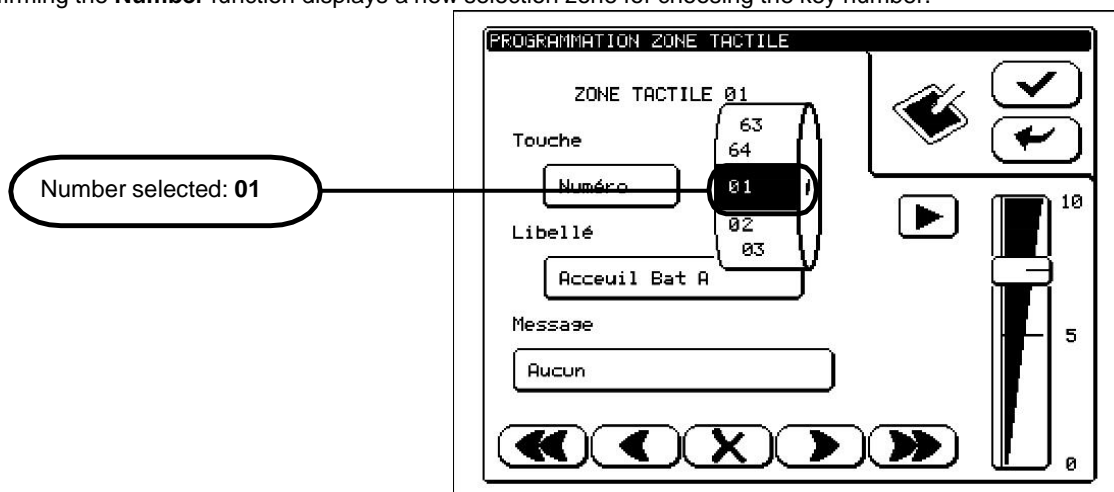 irming the Number function displays a new selection zone for choosing the key number.
PROGRAMMATION ZONE TACTILE
ZONE TACTILE 01
Touche
63
64
Numéro
01
02
03
Number selected: 01
Libellé
Acceuil Bat A
Message
Aucun
10
5
0